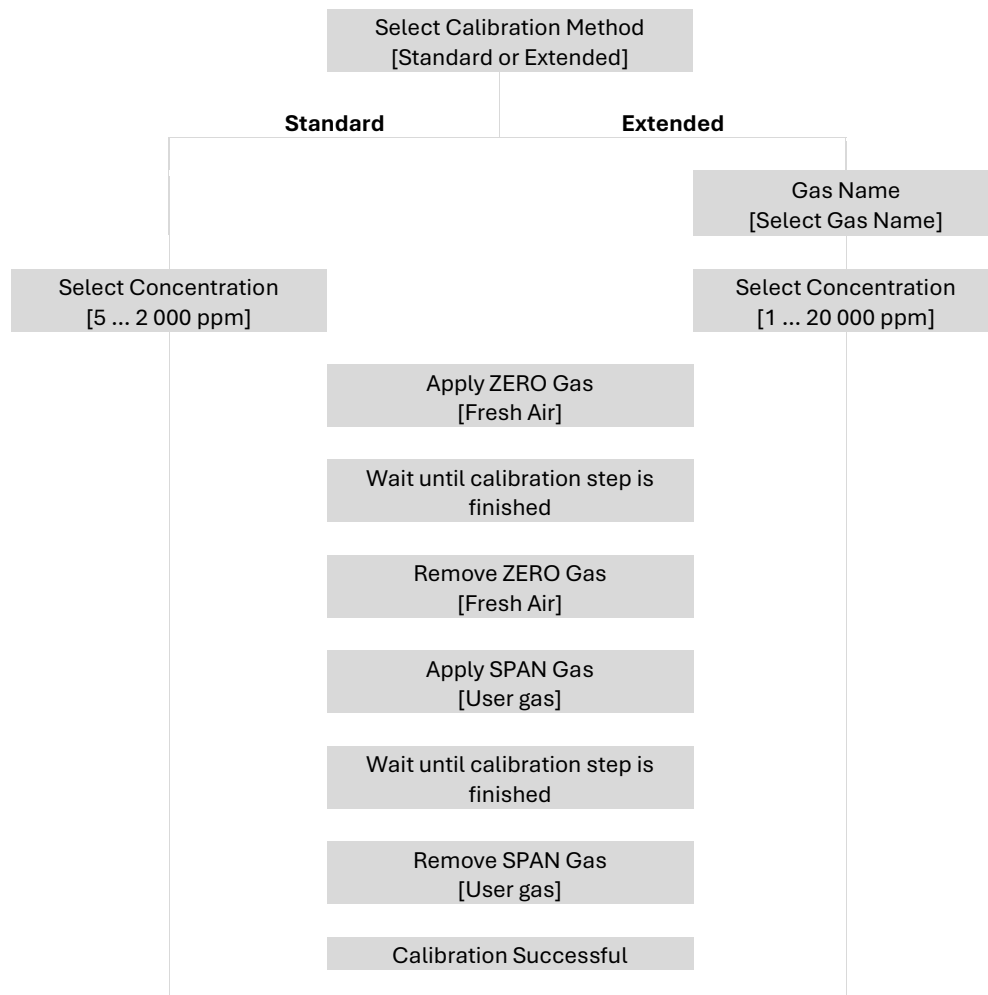 Select Calibration Method
[Standard or Extended]
Standard
Extended
Gas Name
[Select Gas Name]
Select Concentration
[5 ... 2 000 ppm]
Select Concentration
[1 ... 20 000 ppm]
Apply ZERO Gas
[Fresh Air]
Wait until calibration step is
finished
Remove ZERO Gas
[Fresh Air]
Apply SPAN Gas
[User gas]
Wait until calibration step is
finished
Remove SPAN Gas
[User gas]
Calibration Successful